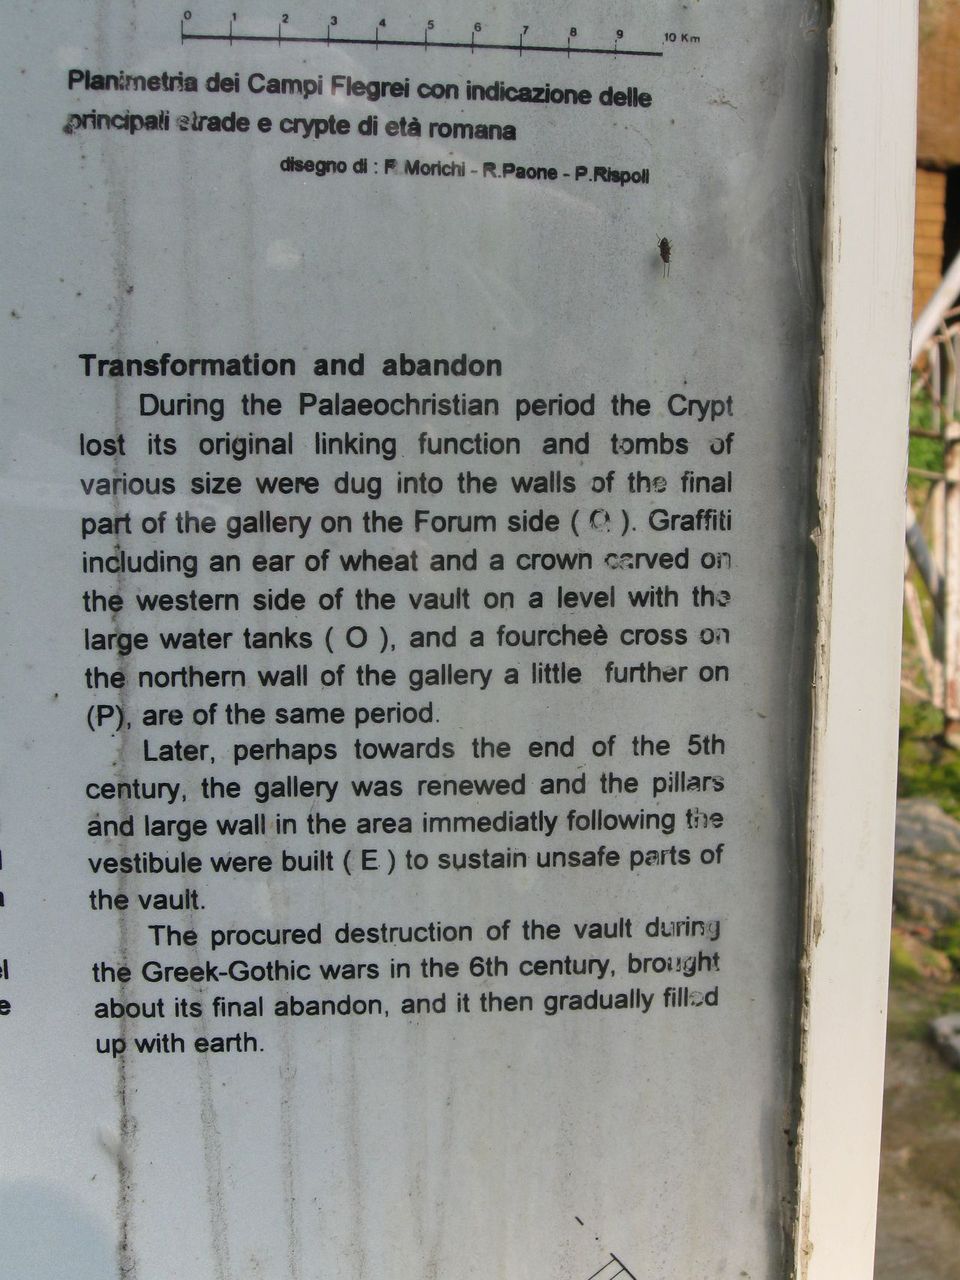 0 1 2 3 4 5 6 7 8 9 10 Km
Planimetria dei Campi Flegrei con indicazione delle
principali strade e crypte di età romana
disegno di : F Morichi - R.Paone - P.Rispoli
Transformation and abandon
During the Palaeochristian period the Crypt
lost its original linking function and tombs of
various size were dug into the walls of the final
part of the gallery on the Forum side ( Q ). Graffiti
including an ear of wheat and a crown carved on
the western side of the vault on a level with the
large water tanks ( O ), and a fourcheè cross on
the northern wall of the gallery a little further on
(P), are of the same period.
Later, perhaps towards the end of the 5th
century, the gallery was renewed and the pillars
and large wall in the area immediatly following the
vestibule were built ( E ) to sustain unsafe parts of
the vault.
The procured destruction of the vault during
the Greek-Gothic wars in the 6th century, brought
about its final abandon, and it then gradually filled
up with earth.